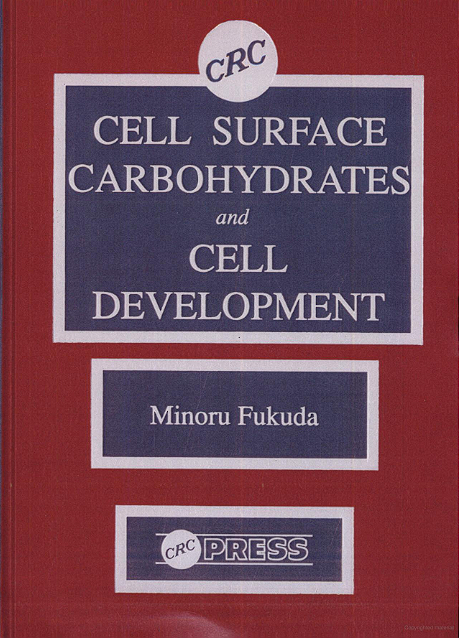 CRC
CELL SURFACE
CARBOHYDRATES
and
CELL
DEVELOPMENT
Minoru Fukuda
CRC PRESS